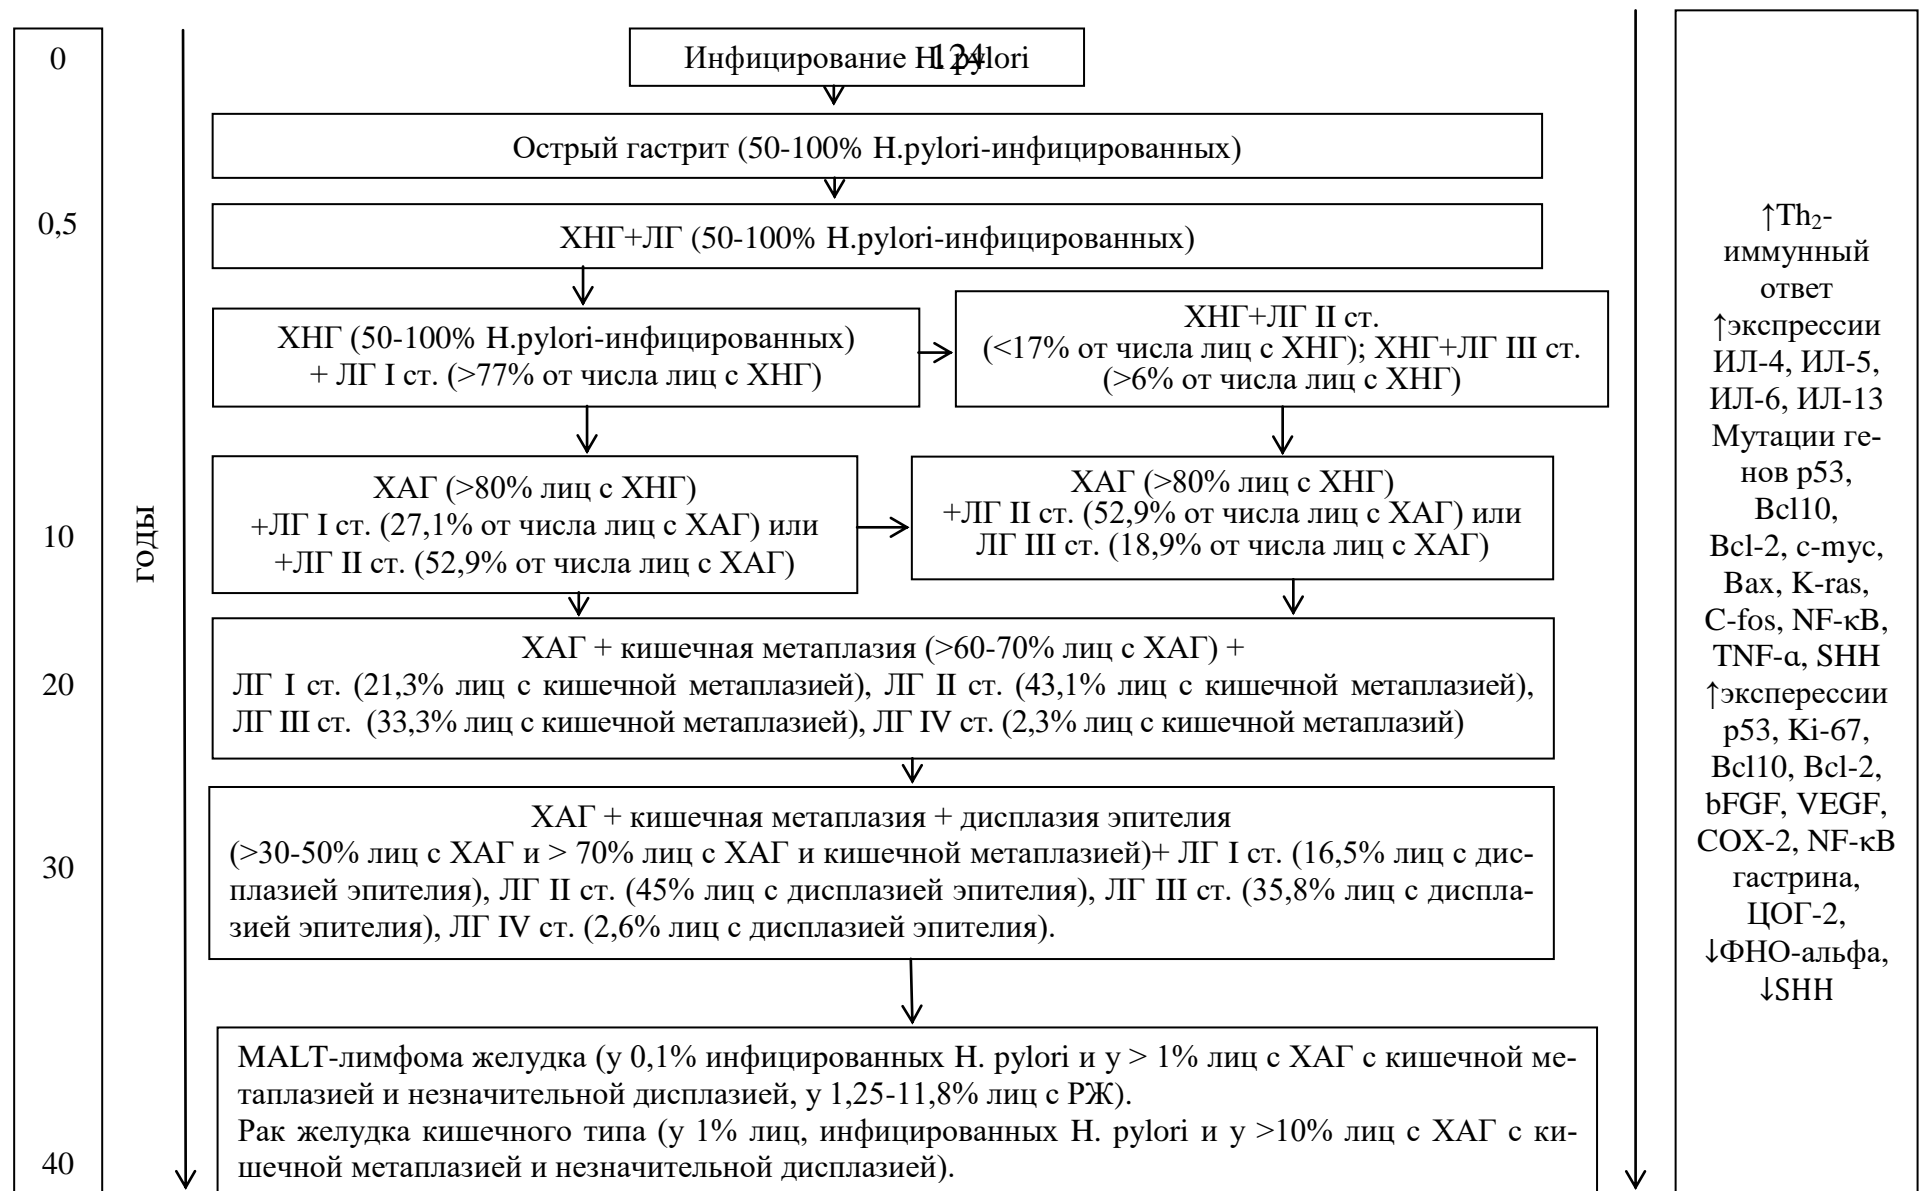 0
0,5
10
20
30
40
годы
124
Инфицирование H. pylori
Острый гастрит (50-100% H.pylori-инфицированных)
ХНГ+ЛГ (50-100% H.pylori-инфицированных)
ХНГ (50-100% H.pylori-инфицированных)
+ ЛГ I ст. (>77% от числа лиц с ХНГ)
ХНГ+ЛГ II ст.
(<17% от числа лиц с ХНГ); ХНГ+ЛГ III ст.
(>6% от числа лиц с ХНГ)
ХАГ (>80% лиц с ХНГ)
+ЛГ I ст. (27,1% от числа лиц с ХАГ) или
+ЛГ II ст. (52,9% от числа лиц с ХАГ)
ХАГ (>80% лиц с ХНГ)
+ЛГ II ст. (52,9% от числа лиц с ХАГ) или
ЛГ III ст. (18,9% от числа лиц с ХАГ)
ХАГ + кишечная метаплазия (>60-70% лиц с ХАГ) +
ЛГ I ст. (21,3% лиц с кишечной метаплазией), ЛГ II ст. (43,1% лиц с кишечной метаплазией),
ЛГ III ст. (33,3% лиц с кишечной метаплазией), ЛГ IV ст. (2,3% лиц с кишечной метаплазий)
ХАГ + кишечная метаплазия + дисплазия эпителия
(>30-50% лиц с ХАГ и > 70% лиц с ХАГ и кишечной метаплазией)+ ЛГ I ст. (16,5% лиц с дис-
плазией эпителия), ЛГ II ст. (45% лиц с дисплазией эпителия), ЛГ III ст. (35,8% лиц с диспла-
зией эпителия), ЛГ IV ст. (2,6% лиц с дисплазией эпителия).
MALT-лимфома желудка (у 0,1% инфицированных H. pylori и у > 1% лиц с ХАГ с кишечной ме-
таплазией и незначительной дисплазией, у 1,25-11,8% лиц с РЖ).
Рак желудка кишечного типа (у 1% лиц, инфицированных H. pylori и у >10% лиц с ХАГ с ки-
шечной метаплазией и незначительной дисплазией).
↑Th₂-
иммунный
ответ
↑экспрессии
ИЛ-4, ИЛ-5,
ИЛ-6, ИЛ-13
Мутации ге-
нов p53,
Bcl10,
Bcl-2, c-myc,
Bax, K-ras,
C-fos, NF-κB,
TNF-α, SHH
↑эксперессии
p53, Ki-67,
Bcl10, Bcl-2,
bFGF, VEGF,
COX-2, NF-κB
гастрина,
ЦОГ-2,
↓ФНО-альфа,
↓SHH